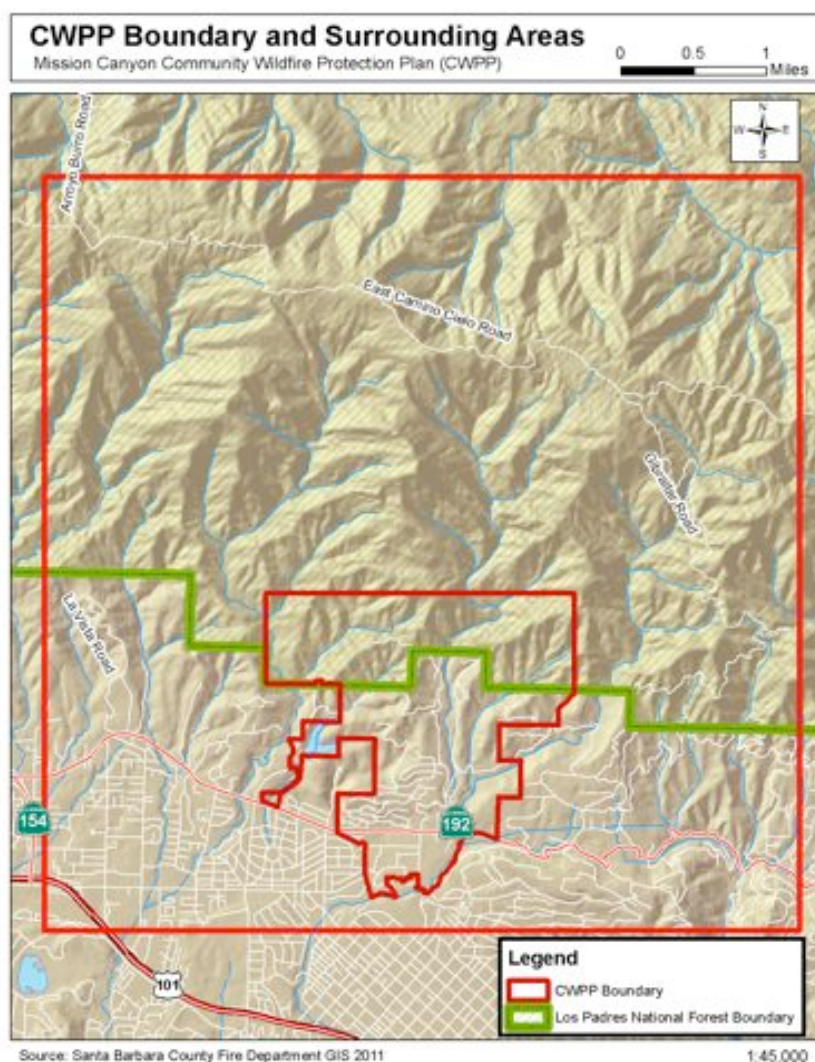 CWPP Boundary and Surrounding Areas
Mission Canyon Community Wildfire Protection Plan (CWPP)
0 0.5 1
Miles
N
W E
S
Arroyo Burro Road
East Camino Cielo Road
Gibraltar Road
La Vista Road
154
192
101
Legend
CWPP Boundary
Los Padres National Forest Boundary
Source: Santa Barbara County Fire Department GIS 2011
1:45,000